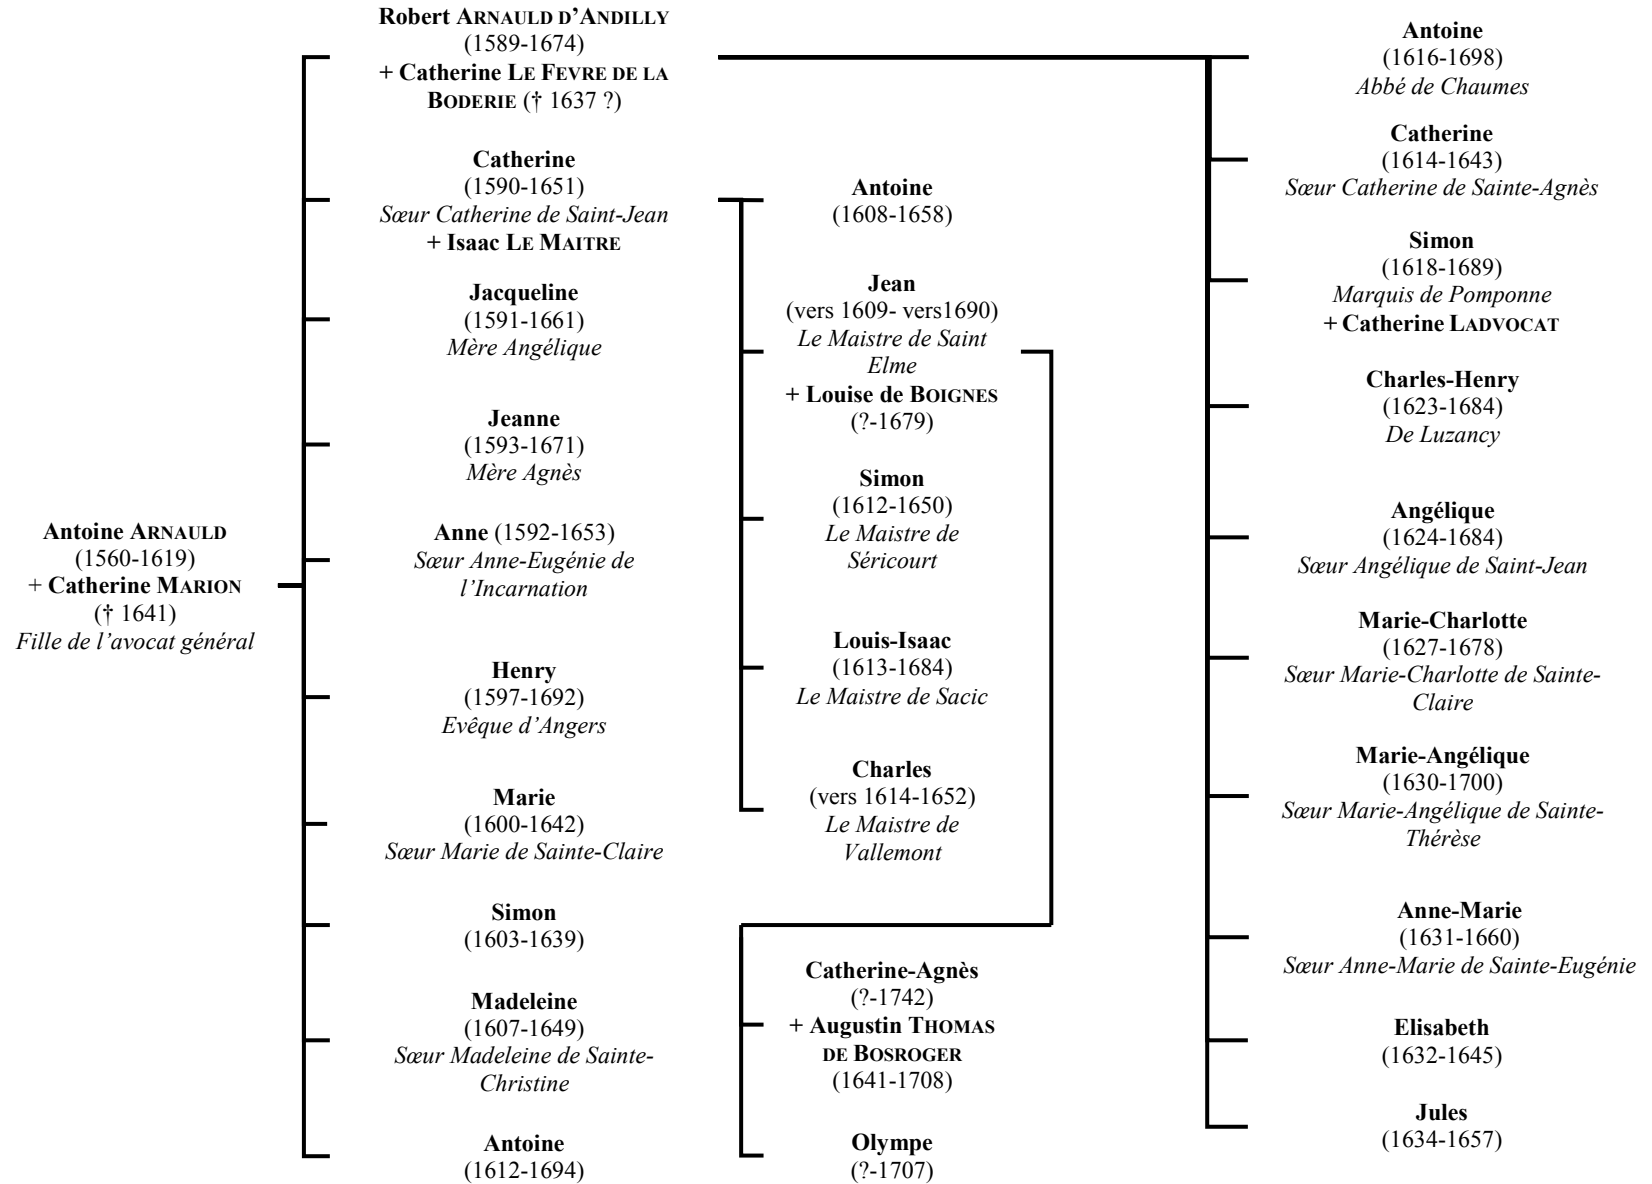 Antoine ARNAULD
(1560-1619)
+ Catherine MARION
(† 1641)
Fille de l’avocat général
Robert ARNAULD D’ANDILLY
(1589-1674)
+ Catherine LE FEVRE DE LA
BODERIE († 1637 ?)
Catherine
(1590-1651)
Sœur Catherine de Saint-Jean
+ Isaac LE MAITRE
Jacqueline
(1591-1661)
Mère Angélique
Jeanne
(1593-1671)
Mère Agnès
Anne (1592-1653)
Sœur Anne-Eugénie de
l’Incarnation
Henry
(1597-1692)
Evêque d’Angers
Marie
(1600-1642)
Sœur Marie de Sainte-Claire
Simon
(1603-1639)
Madeleine
(1607-1649)
Sœur Madeleine de Sainte-
Christine
Antoine
(1612-1694)
Antoine
(1608-1658)
Jean
(vers 1609- vers1690)
Le Maistre de Saint
Elme
+ Louise de BOIGNES
(?-1679)
Simon
(1612-1650)
Le Maistre de
Séricourt
Louis-Isaac
(1613-1684)
Le Maistre de Sacic
Charles
(vers 1614-1652)
Le Maistre de
Vallemont
Catherine-Agnès
(?-1742)
+ Augustin THOMAS
DE BOSROGER
(1641-1708)
Olympe
(?-1707)
Antoine
(1616-1698)
Abbé de Chaumes
Catherine
(1614-1643)
Sœur Catherine de Sainte-Agnès
Simon
(1618-1689)
Marquis de Pomponne
+ Catherine LADVOCAT
Charles-Henry
(1623-1684)
De Luzancy
Angélique
(1624-1684)
Sœur Angélique de Saint-Jean
Marie-Charlotte
(1627-1678)
Sœur Marie-Charlotte de Sainte-
Claire
Marie-Angélique
(1630-1700)
Sœur Marie-Angélique de Sainte-
Thérèse
Anne-Marie
(1631-1660)
Sœur Anne-Marie de Sainte-Eugénie
Elisabeth
(1632-1645)
Jules
(1634-1657)